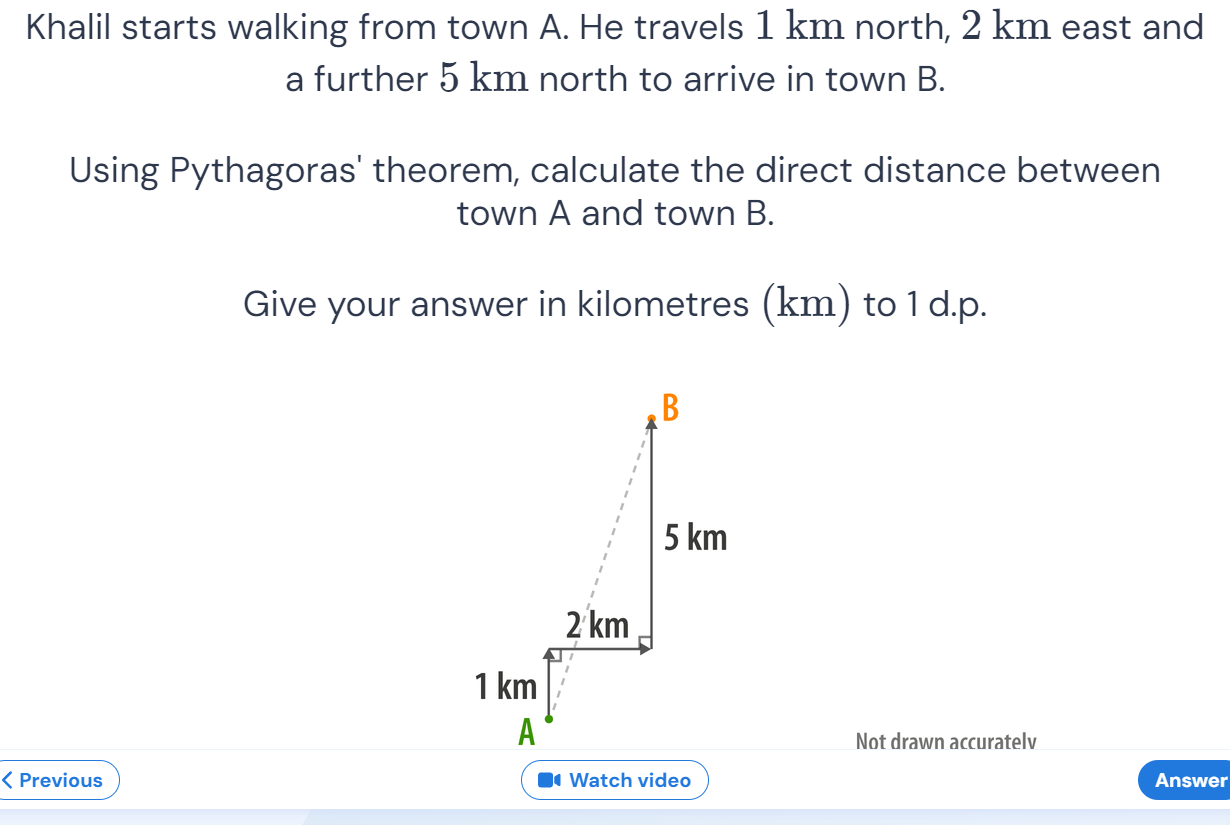 Khalil starts walking from town A. He travels 1 km north, 2 km east and
a further 5 km north to arrive in town B.
Using Pythagoras' theorem, calculate the direct distance between
town A and town B.
Give your answer in kilometres (km) to 1 d.p.
B
5 km
2 km
1 km
A
Not drawn accurately
Previous
Watch video
Answer